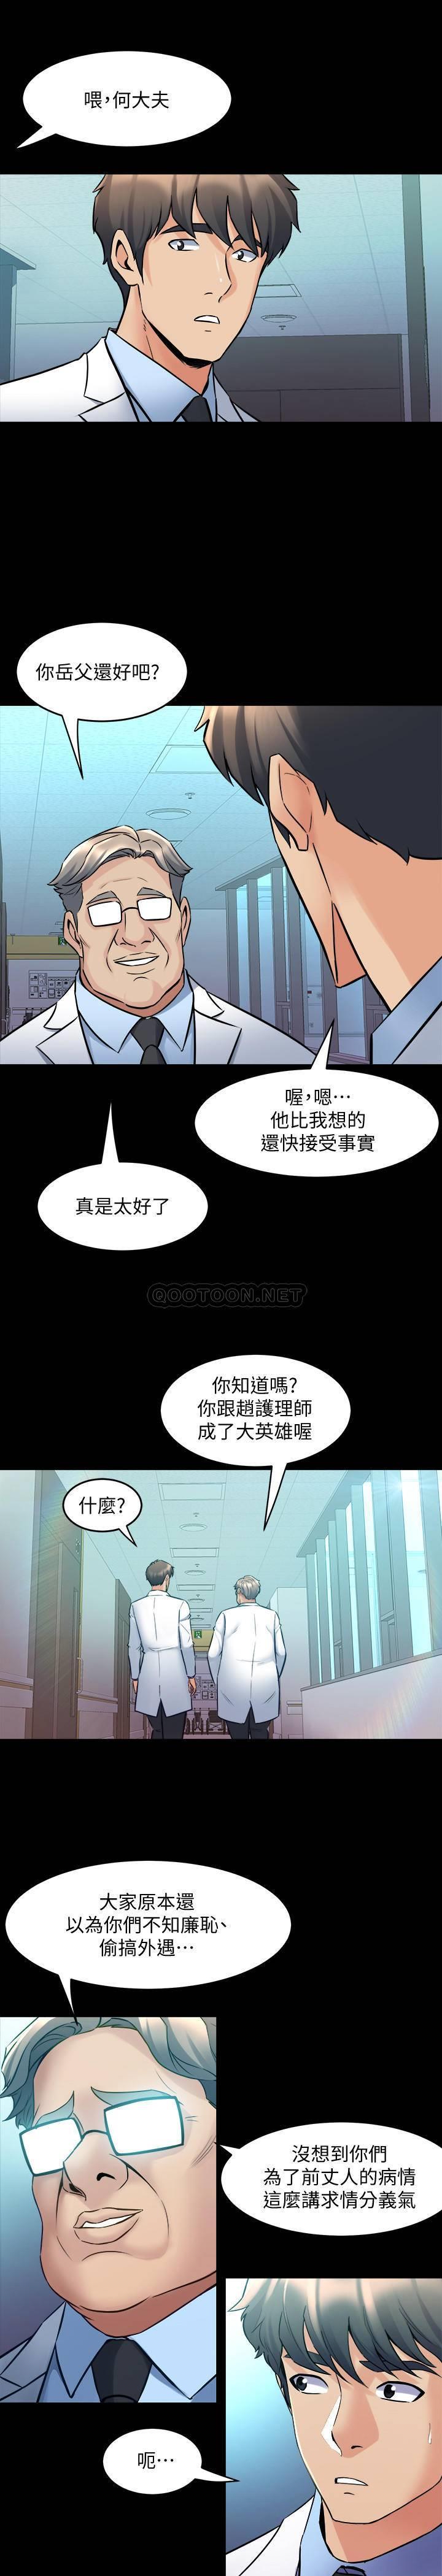 喂，何大夫
你岳父還好吧?
喔，嗯…
他比我想的
還快接受事實
真是太好了
QOOTOON.NET
你知道嗎?
你跟趙護理師
成了大英雄喔
什麼?
大家原本還
以為你們不知廉恥、
偷搞外遇…
沒想到你們
為了前丈人的病情
這麼講求情分義氣
呃…